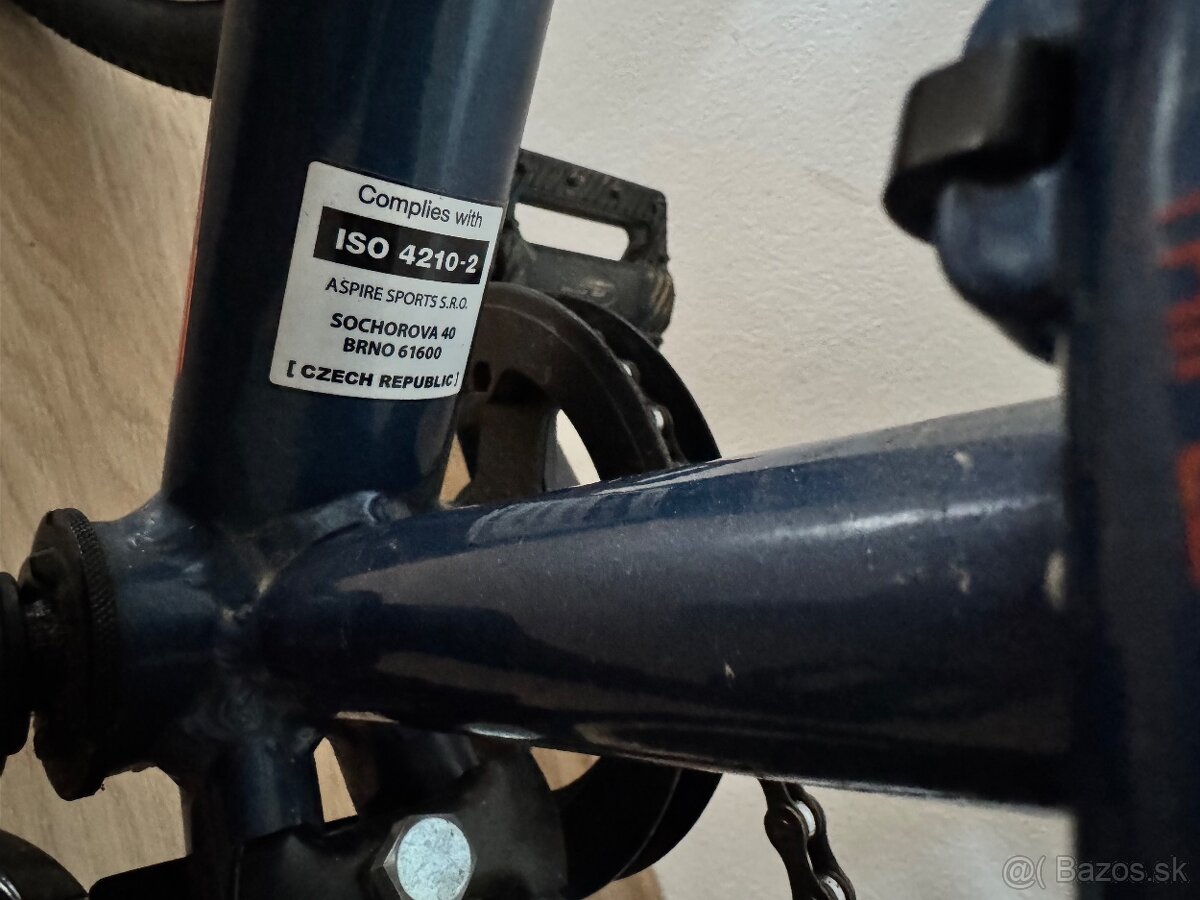 Complies with
ISO 4210-2
ASPIRE SPORTS S.R.O.
SOCHOROVA 40
BRNO 61600
[ CZECH REPUBLIC ]
@( Bazos.sk